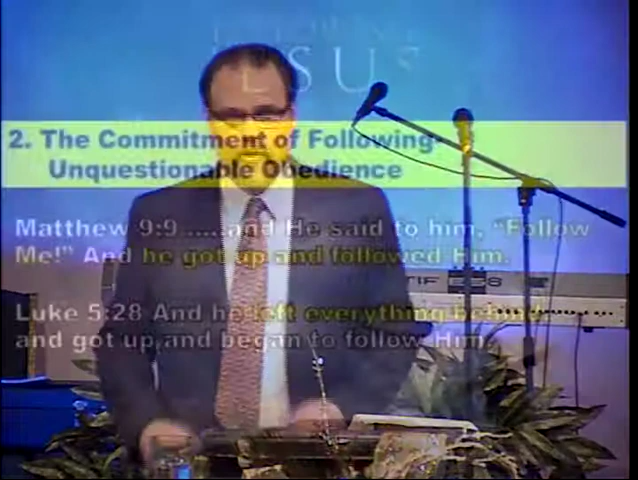 2. The Commitment of Following-
Unquestionable Obedience
Matthew 9:9 .....and He said to him, "Follow
Me!" And he got up and followed Him.
Luke 5:28 And he left everything behind
and got up and began to follow Him.